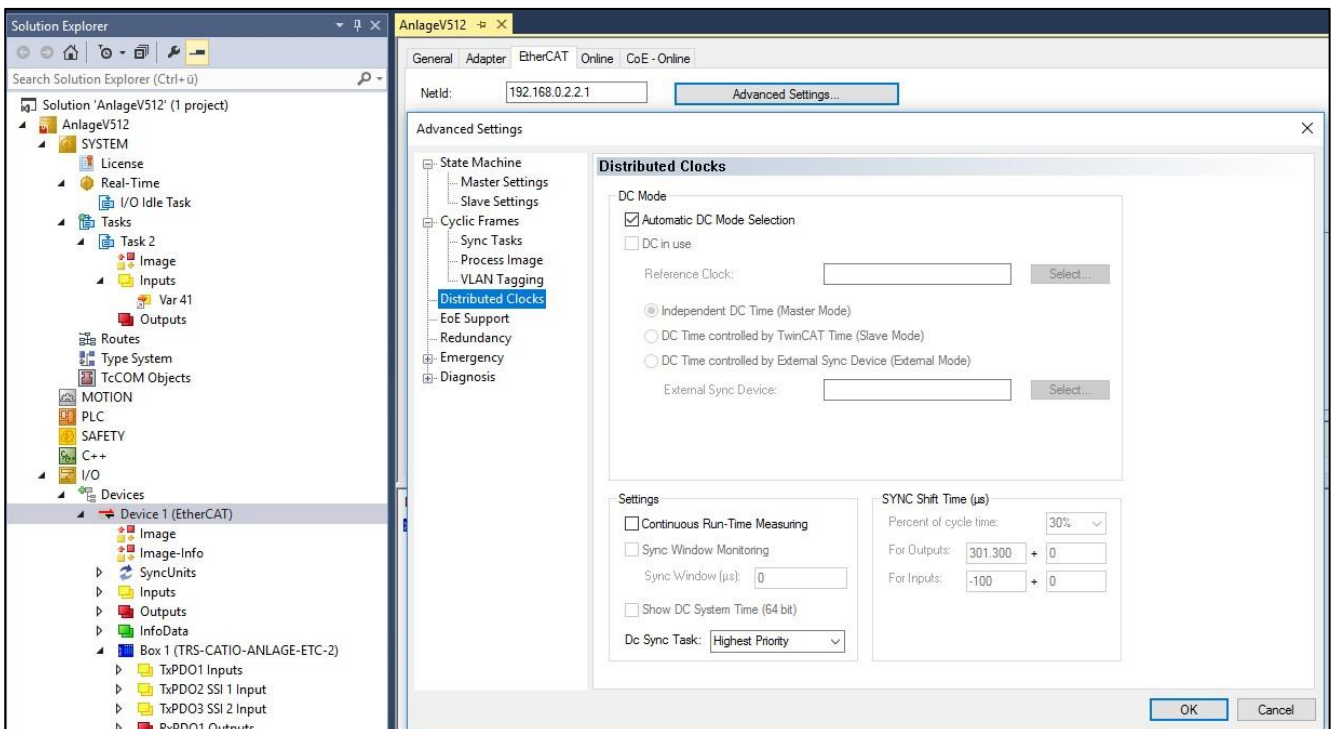 Solution Explorer
Search Solution Explorer (Ctrl+ü)
Solution 'AnlageV512' (1 project)
AnlageV512
SYSTEM
License
Real-Time
I/O Idle Task
Tasks
Task 2
Image
Inputs
Var 41
Outputs
Routes
Type System
TcCOM Objects
MOTION
PLC
SAFETY
C++
I/O
Devices
Device 1 (EtherCAT)
Image
Image-Info
SyncUnits
Inputs
Outputs
InfoData
Box 1 (TRS-CATIO-ANLAGE-ETC-2)
TxPDO1 Inputs
TxPDO2 SSI 1 Input
TxPDO3 SSI 2 Input
RxPDO1 Outputs
AnlageV512
General Adapter EtherCAT Online CoE - Online
NetId: 192.168.0.2.2.1 Advanced Settings...
Advanced Settings
State Machine
Master Settings
Slave Settings
Cyclic Frames
Sync Tasks
Process Image
VLAN Tagging
Distributed Clocks
EoE Support
Redundancy
Emergency
Diagnosis
Distributed Clocks
DC Mode
Automatic DC Mode Selection
DC in use
Reference Clock: Select...
Independent DC Time (Master Mode)
DC Time controlled by TwinCAT Time (Slave Mode)
DC Time controlled by External Sync Device (External Mode)
External Sync Device: Select...
Settings
Continuous Run-Time Measuring
Sync Window Monitoring
Sync Window (µs): 0
Show DC System Time (64 bit)
Dc Sync Task: Highest Priority
SYNC Shift Time (µs)
Percent of cycle time: 30%
For Outputs: 301.300 + 0
For Inputs: -100 + 0
OK Cancel